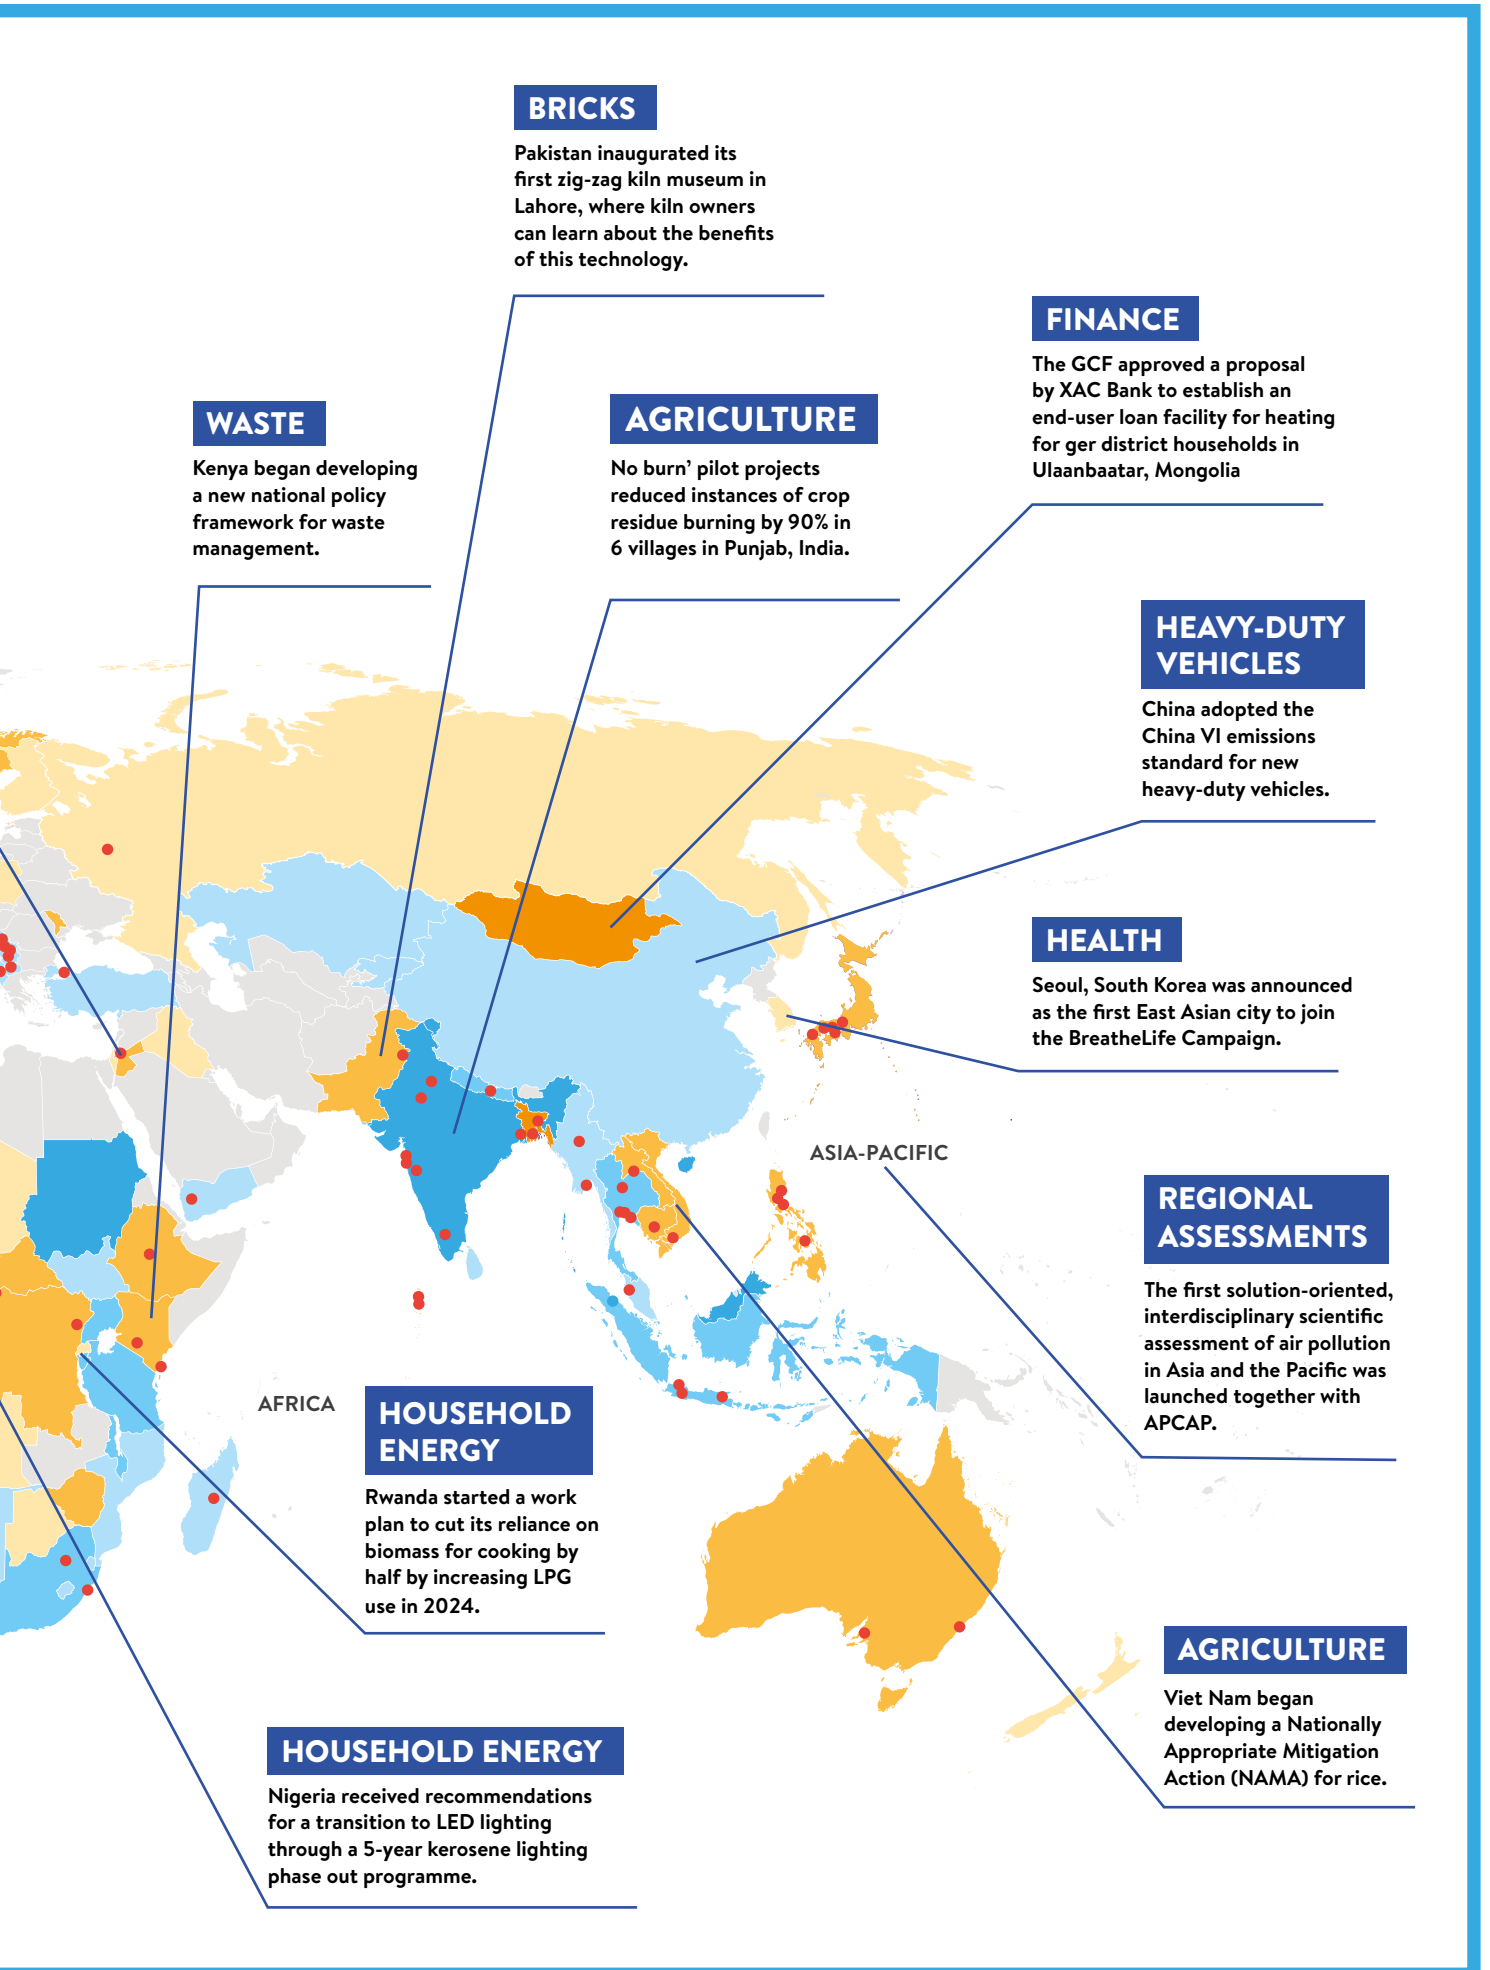 BRICKS
Pakistan inaugurated its
first zig-zag kiln museum in
Lahore, where kiln owners
can learn about the benefits
of this technology.
FINANCE
The GCF approved a proposal
by XAC Bank to establish an
end-user loan facility for heating
for ger district households in
Ulaanbaatar, Mongolia
WASTE
Kenya began developing
a new national policy
framework for waste
management.
AGRICULTURE
No burn’ pilot projects
reduced instances of crop
residue burning by 90% in
6 villages in Punjab, India.
HEAVY-DUTY
VEHICLES
China adopted the
China VI emissions
standard for new
heavy-duty vehicles.
HEALTH
Seoul, South Korea was announced
as the first East Asian city to join
the BreatheLife Campaign.
ASIA-PACIFIC
REGIONAL
ASSESSMENTS
The first solution-oriented,
interdisciplinary scientific
assessment of air pollution
in Asia and the Pacific was
launched together with
APCAP.
AFRICA
HOUSEHOLD
ENERGY
Rwanda started a work
plan to cut its reliance on
biomass for cooking by
half by increasing LPG
use in 2024.
AGRICULTURE
Viet Nam began
developing a Nationally
Appropriate Mitigation
Action (NAMA) for rice.
HOUSEHOLD ENERGY
Nigeria received recommendations
for a transition to LED lighting
through a 5-year kerosene lighting
phase out programme.